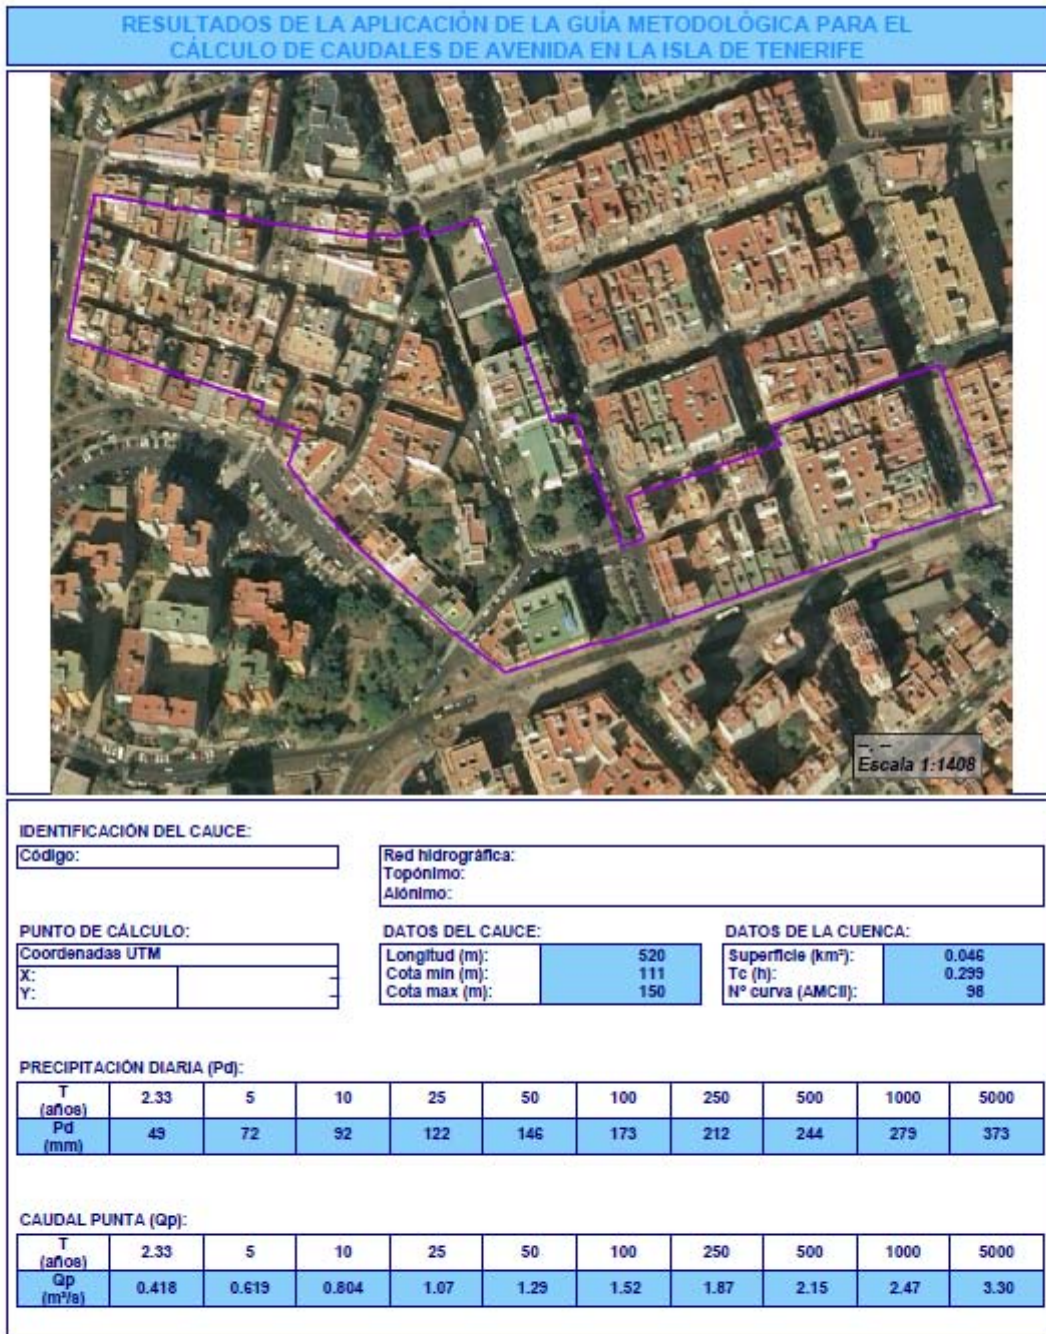 RESULTADOS DE LA APLICACIÓN DE LA GUÍA METODOLÓGICA PARA EL
CÁLCULO DE CAUDALES DE AVENIDA EN LA ISLA DE TENERIFE
–. –
Escala 1:1408
IDENTIFICACIÓN DEL CAUCE:
Código:
Red hidrográfica:
Topónimo:
Alónimo:
PUNTO DE CÁLCULO:
Coordenadas UTM
X: –
Y: –
DATOS DEL CAUCE:
Longitud (m): 520
Cota min (m): 111
Cota max (m): 150
DATOS DE LA CUENCA:
Superficie (km²): 0.046
Tc (h): 0.299
Nº curva (AMCII): 98
PRECIPITACIÓN DIARIA (Pd):
T (años) 2.33 5 10 25 50 100 250 500 1000 5000
Pd (mm) 49 72 92 122 146 173 212 244 279 373
CAUDAL PUNTA (Qp):
T (años) 2.33 5 10 25 50 100 250 500 1000 5000
Qp (m³/s) 0.418 0.619 0.804 1.07 1.29 1.52 1.87 2.15 2.47 3.30